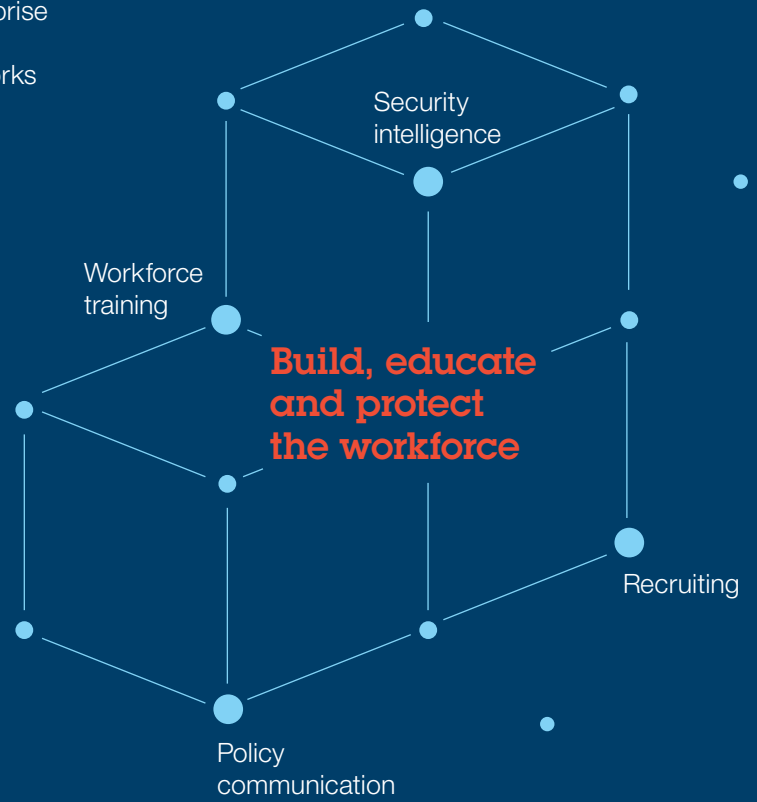 Security
intelligence
Workforce
training
Build, educate
and protect
the workforce
Recruiting
Policy
communication